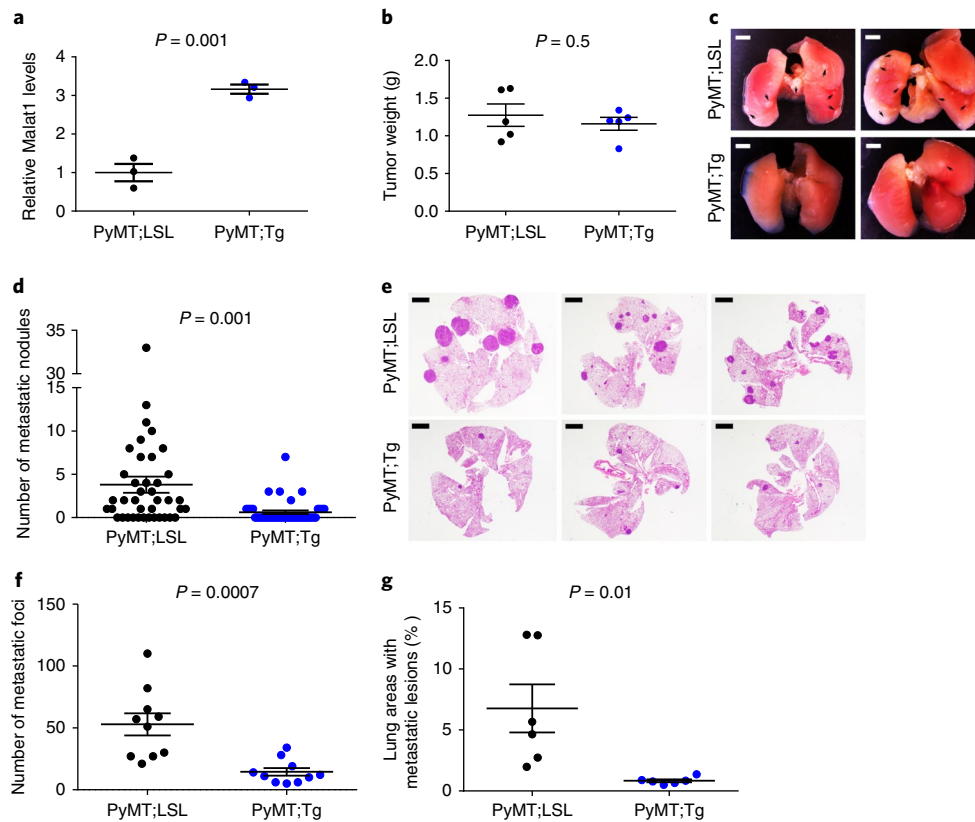 a
P = 0.001
Relative Malat1 levels
4
3
2
1
0
PyMT;LSL
PyMT;Tg
b
P = 0.5
Tumor weight (g)
2.0
1.5
1.0
0.5
0.0
PyMT;LSL
PyMT;Tg
c
PyMT;LSL
PyMT;Tg
d
P = 0.001
Number of metastatic nodules
35
30
15
10
5
0
PyMT;LSL
PyMT;Tg
e
PyMT;LSL
PyMT;Tg
f
P = 0.0007
Number of metastatic foci
150
100
50
0
PyMT;LSL
PyMT;Tg
g
P = 0.01
Lung areas with
metastatic lesions (%)
15
10
5
0
PyMT;LSL
PyMT;Tg